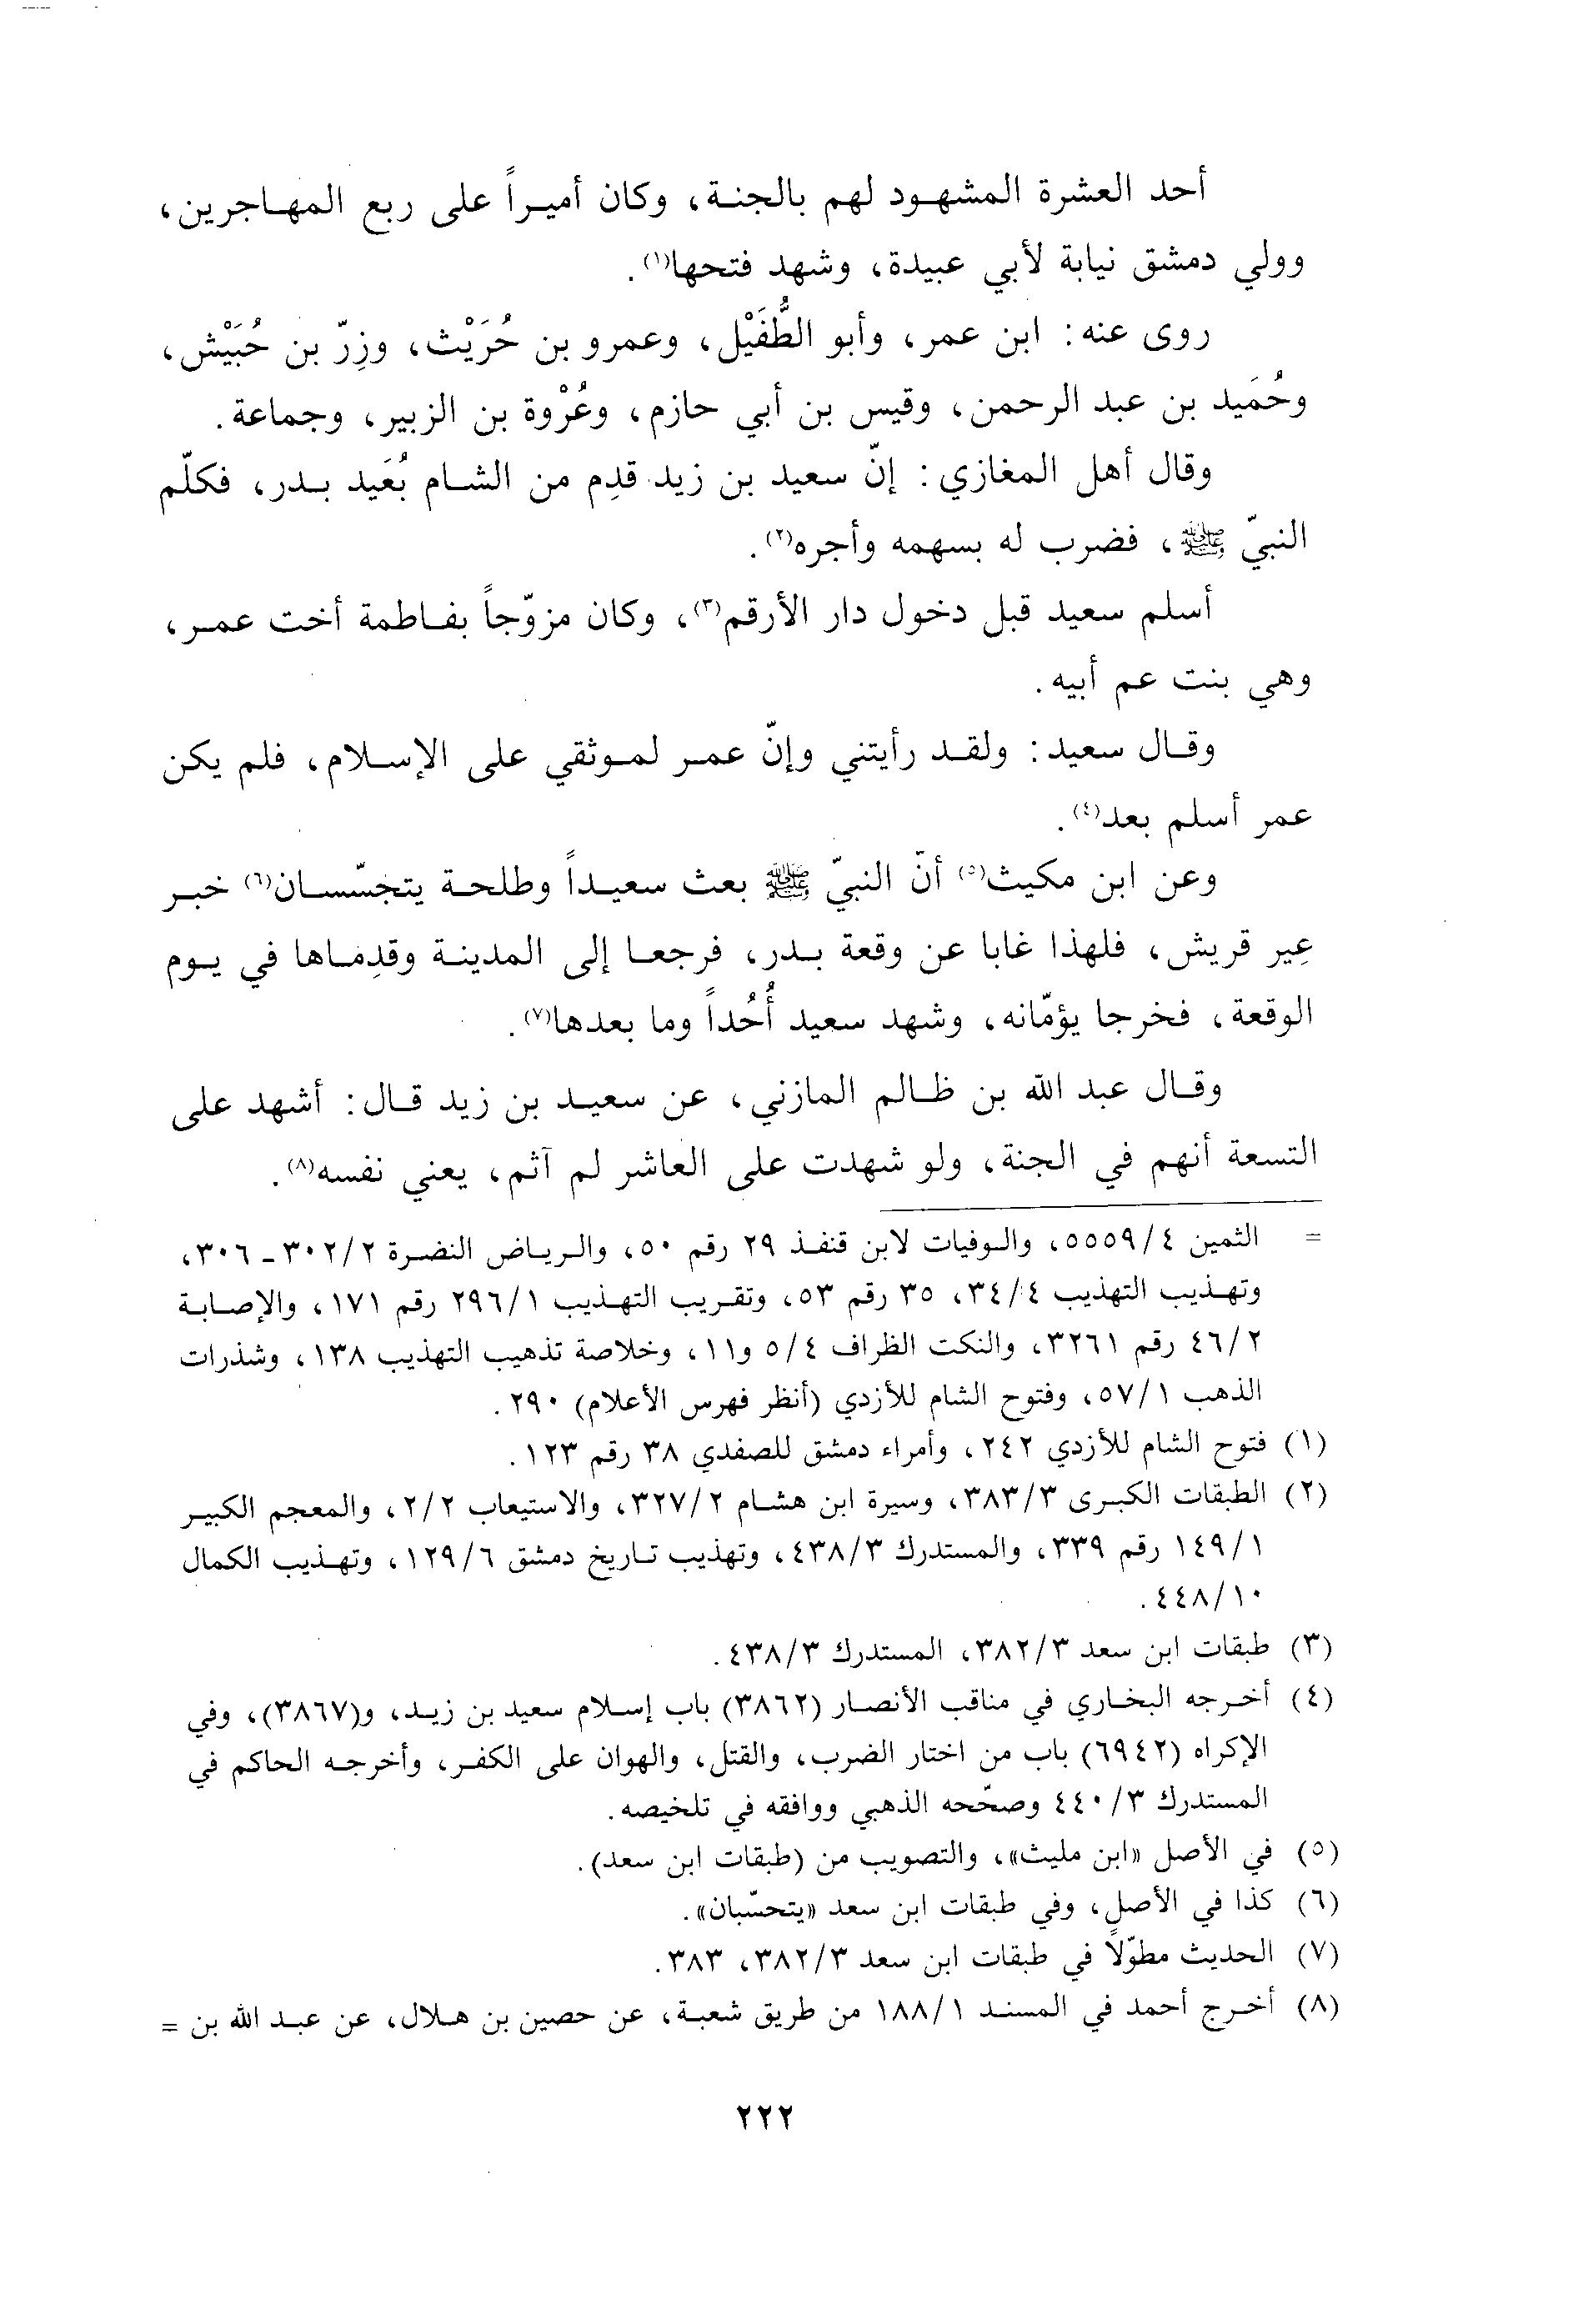 أحد العشرة المشهود لهم بالجنة، وكان أميراً على ربع المهاجرين،
وولي دمشق نيابة لأبي عبيدة، وشهد فتحها(١).
روى عنه: ابن عمر، وأبو الطُّفَيْل، وعمرو بن حُرَيْث، وزِرّ بن حُبَيْش،
وحُمَيد بن عبد الرحمن، وقيس بن أبي حازم، وعُرْوة بن الزبير، وجماعة.
وقال أهل المغازي: إنّ سعيد بن زيد قدِم من الشام بُعَيد بدر، فكلّم
النبيّ ﷺ، فضرب له بسهمه وأجره(٢).
أسلم سعيد قبل دخول دار الأرقم(٣)، وكان مزوّجاً بفاطمة أخت عمر،
وهي بنت عم أبيه.
وقال سعيد: ولقد رأيتني وإنّ عمر لموثقي على الإسلام، فلم يكن
عمر أسلم بعد(٤).
وعن ابن مكيث(٥) أنّ النبيّ ﷺ بعث سعيداً وطلحة يتجسّسان(٦) خبر
عِير قريش، فلهذا غابا عن وقعة بدر، فرجعا إلى المدينة وقدِماها في يوم
الوقعة، فخرجا يؤمّانه، وشهد سعيد أُحُداً وما بعدها(٧).
وقال عبد الله بن ظالم المازني، عن سعيد بن زيد قال: أشهد على
التسعة أنهم في الجنة، ولو شهدت على العاشر لم آثم، يعني نفسه(٨).
= الثمين ٥٥٥٩/٤، والوفيات لابن قنفذ ٢٩ رقم ٥٠، والرياض النضرة ٣٠٢/٢ - ٣٠٦،
وتهذيب التهذيب ٣٤/٤، ٣٥ رقم ٥٣، وتقريب التهذيب ٢٩٦/١ رقم ١٧١، والإصابة
٤٦/٢ رقم ٣٢٦١، والنكت الظراف ٥/٤ و١١، وخلاصة تذهيب التهذيب ١٣٨، وشذرات
الذهب ٥٧/١، وفتوح الشام للأزدي (أنظر فهرس الأعلام) ٢٩٠.
(١) فتوح الشام للأزدي ٢٤٢، وأمراء دمشق للصفدي ٣٨ رقم ١٢٣.
(٢) الطبقات الكبرى ٣٨٣/٣، وسيرة ابن هشام ٣٢٧/٢، والاستيعاب ٢/٢، والمعجم الكبير
١٤٩/١ رقم ٣٣٩، والمستدرك ٤٣٨/٣، وتهذيب تاريخ دمشق ١٢٩/٦، وتهذيب الكمال
٤٤٨/١٠.
(٣) طبقات ابن سعد ٣٨٢/٣، المستدرك ٤٣٨/٣.
(٤) أخرجه البخاري في مناقب الأنصار (٣٨٦٢) باب إسلام سعيد بن زيد، و(٣٨٦٧)، وفي
الإكراه (٦٩٤٢) باب من اختار الضرب، والقتل، والهوان على الكفر، وأخرجه الحاكم في
المستدرك ٤٤٠/٣ وصحّحه الذهبي ووافقه في تلخيصه.
(٥) في الأصل «ابن مليث»، والتصويب من (طبقات ابن سعد).
(٦) كذا في الأصل، وفي طبقات ابن سعد «يتحسّبان».
(٧) الحديث مطوّلاً في طبقات ابن سعد ٣٨٢/٣، ٣٨٣.
(٨) أخرج أحمد في المسند ١٨٨/١ من طريق شعبة، عن حصين بن هلال، عن عبد الله بن =
٢٢٢